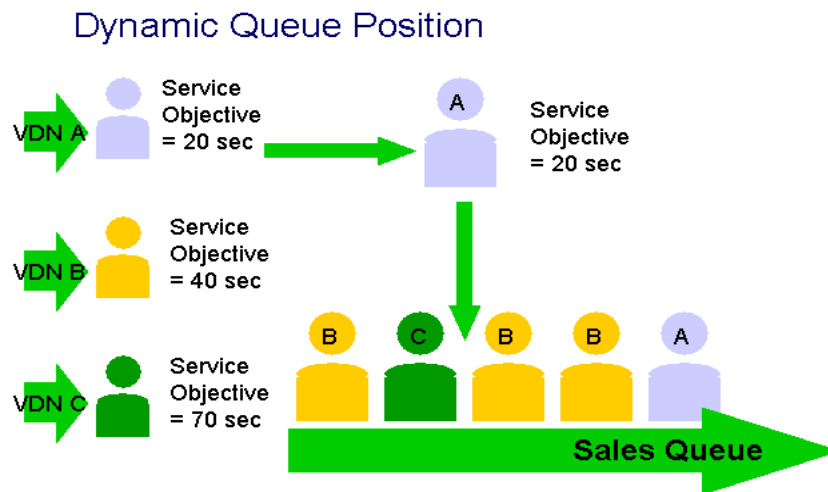 Dynamic Queue Position
VDN A
Service
Objective
= 20 sec
A
Service
Objective
= 20 sec
VDN B
Service
Objective
= 40 sec
VDN C
Service
Objective
= 70 sec
B
C
B
B
A
Sales Queue